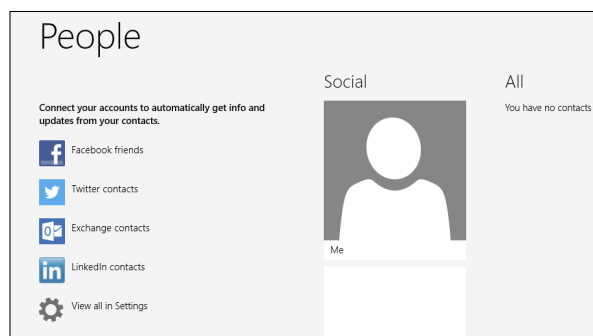 People
Connect your accounts to automatically get info and
updates from your contacts.
Facebook friends
Twitter contacts
Exchange contacts
LinkedIn contacts
View all in Settings
Social
Me
All
You have no contacts